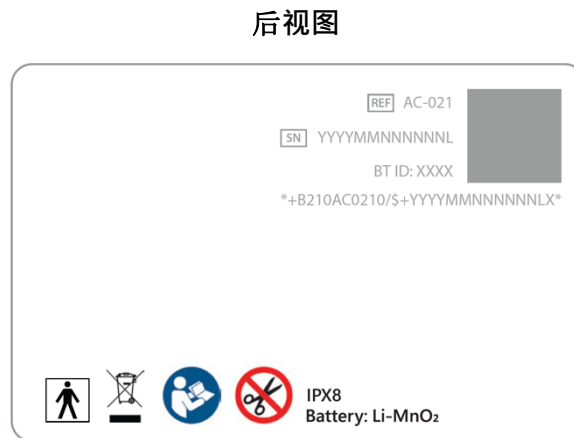 后视图
REF AC-021
SN YYYYMMNNNNNNL
BT ID: XXXX
*+B210AC0210/$+YYYYMMNNNNNNLX*
IPX8
Battery: Li-MnO₂